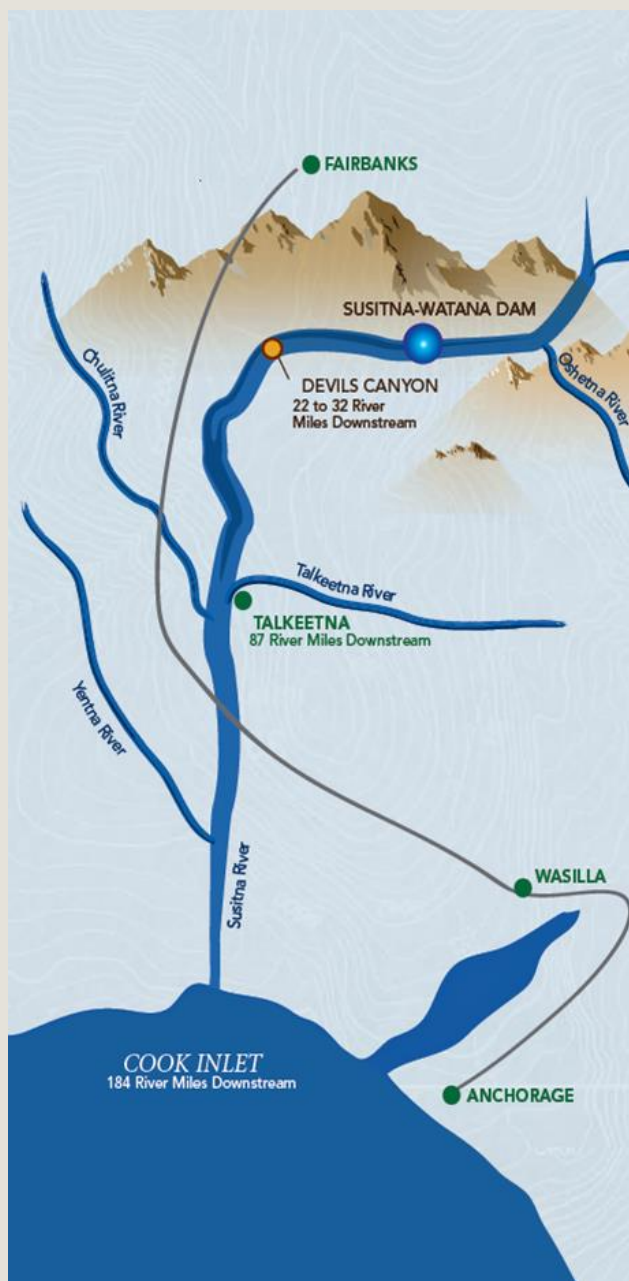 FAIRBANKS
SUSITNA-WATANA DAM
Chulitna River
DEVILS CANYON
22 to 32 River
Miles Downstream
Oshetna River
Talkeetna River
TALKEETNA
87 River Miles Downstream
Yentna River
Susitna River
WASILLA
COOK INLET
184 River Miles Downstream
ANCHORAGE